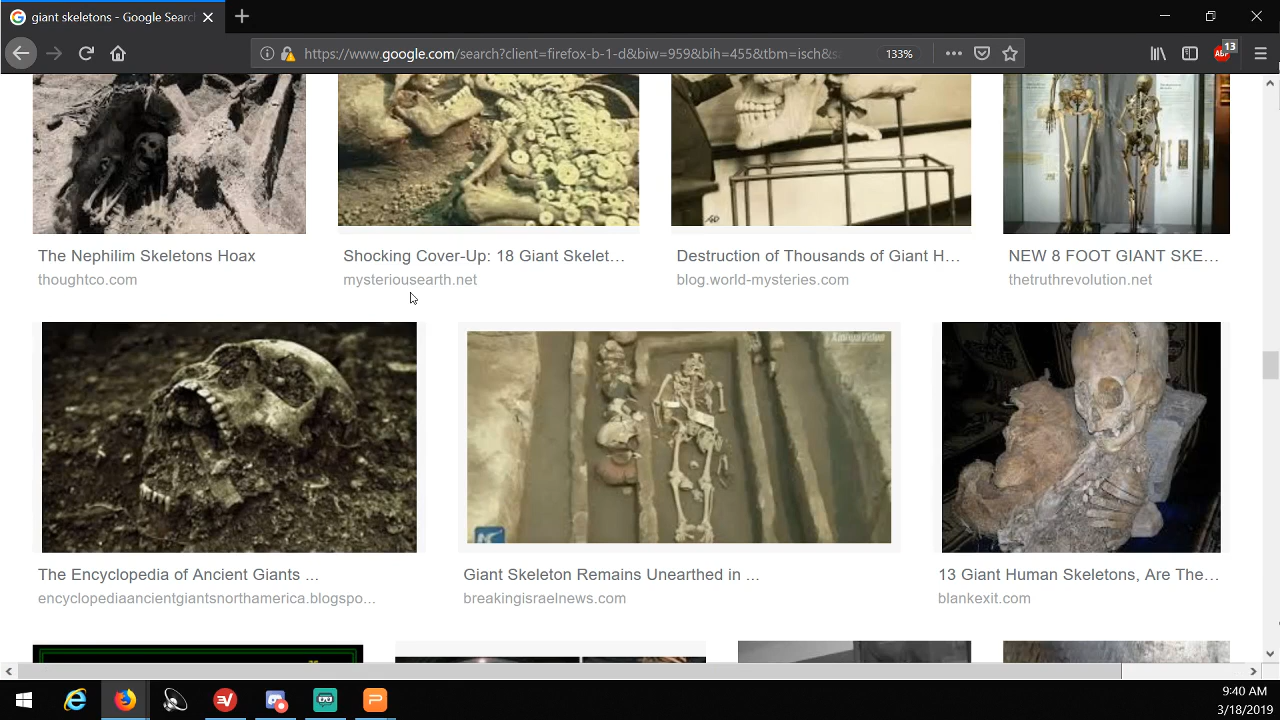 giant skeletons - Google Searc
https://www.google.com/search?client=firefox-b-1-d&biw=959&bih=455&tbm=isch&s
133%
13
The Nephilim Skeletons Hoax
thoughtco.com
Shocking Cover-Up: 18 Giant Skelet...
mysteriousearth.net
Destruction of Thousands of Giant H...
blog.world-mysteries.com
NEW 8 FOOT GIANT SKE...
thetruthrevolution.net
XinhuaVideo
The Encyclopedia of Ancient Giants ...
encyclopediaancientgiantsnorthamerica.blogspo...
Giant Skeleton Remains Unearthed in ...
breakingisraelnews.com
13 Giant Human Skeletons, Are The...
blankexit.com
9:40 AM
3/18/2019